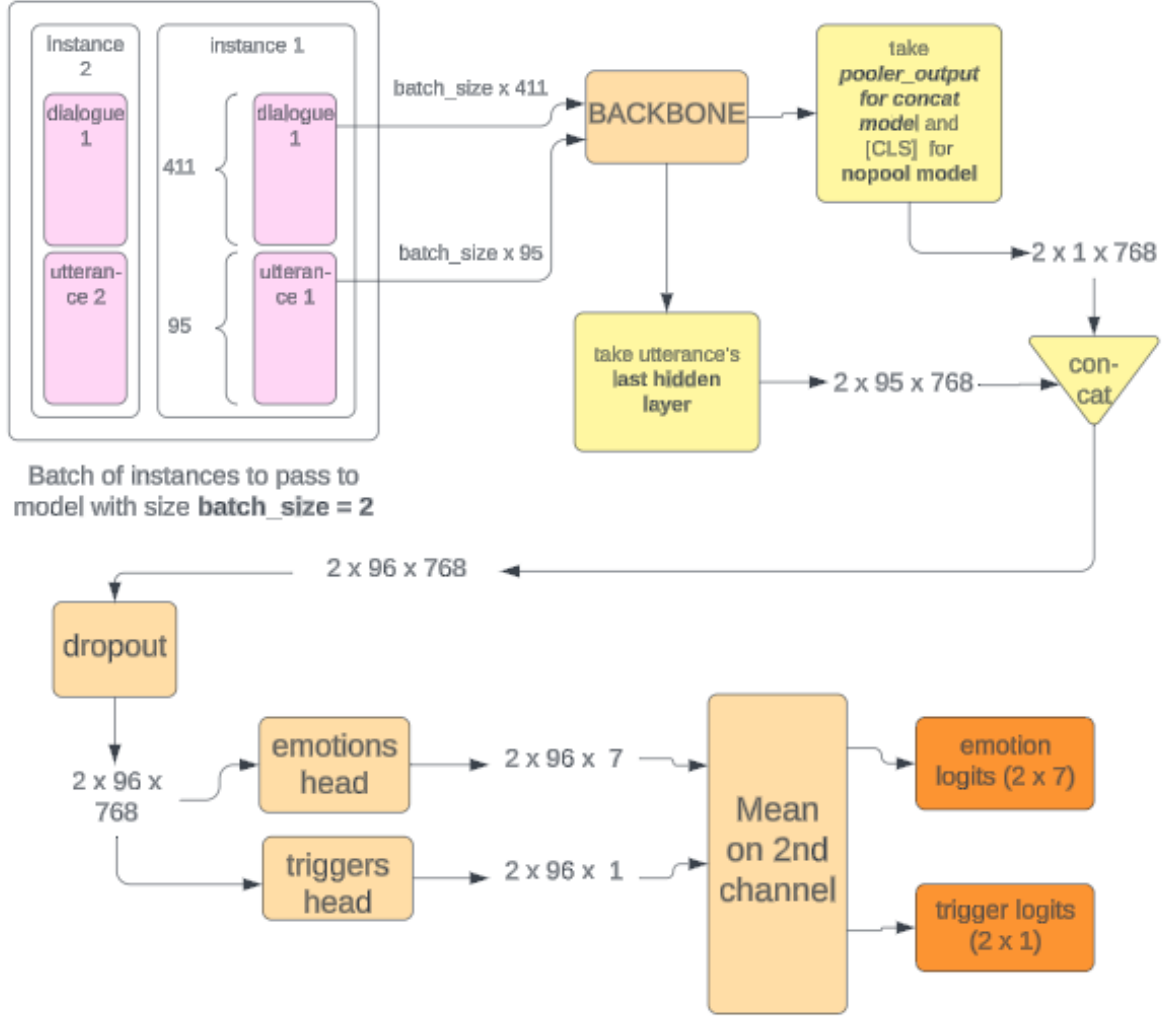 Instance
2
instance 1
dialogue
1
dialogue
1
411
utteran-
ce 2
utteran-
ce 1
95
Batch of instances to pass to
model with size batch_size = 2
batch_size x 411
batch_size x 95
BACKBONE
take
pooler_output
for concat
model and
[CLS] for
nopool model
2 x 1 x 768
take utterance's
last hidden
layer
2 x 95 x 768
con-
cat
2 x 96 x 768
dropout
2 x 96 x
768
emotions
head
2 x 96 x 7
triggers
head
2 x 96 x 1
Mean
on 2nd
channel
emotion
logits (2 x 7)
trigger logits
(2 x 1)